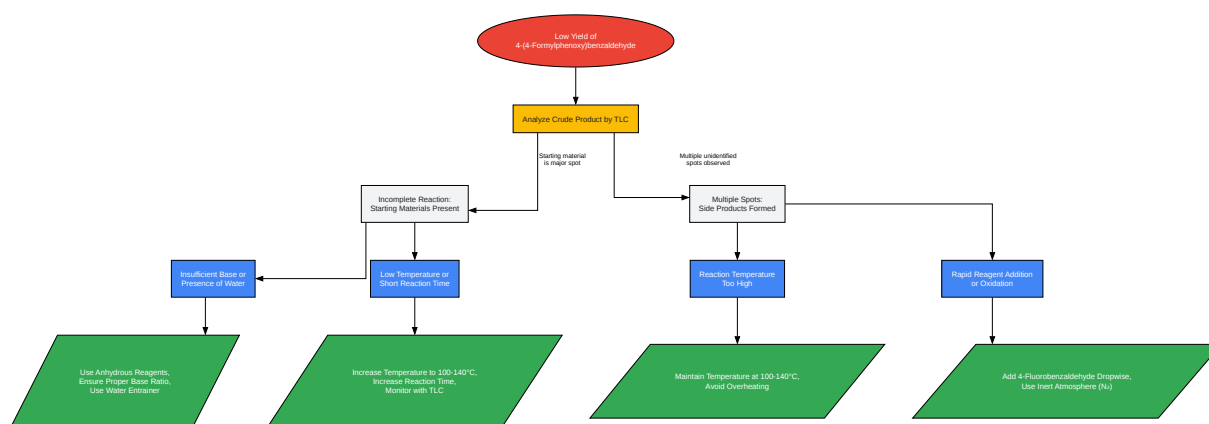 Low Yield of
4-(4-Formylphenoxy)benzaldehyde
Analyze Crude Product by TLC
Starting material
is major spot
Multiple unidentified
spots observed
Incomplete Reaction:
Starting Materials Present
Multiple Spots:
Side Products Formed
Insufficient Base or
Presence of Water
Low Temperature or
Short Reaction Time
Reaction Temperature
Too High
Rapid Reagent Addition
or Oxidation
Use Anhydrous Reagents,
Ensure Proper Base Ratio,
Use Water Entrainer
Increase Temperature to 100-140°C,
Increase Reaction Time,
Monitor with TLC
Maintain Temperature at 100-140°C,
Avoid Overheating
Add 4-Fluorobenzaldehyde Dropwise,
Use Inert Atmosphere (N₂)